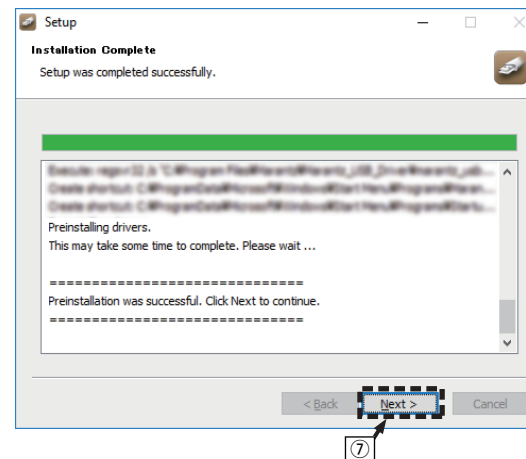 Setup
Installation Complete
Setup was completed successfully.
Preinstalling drivers.
This may take some time to complete. Please wait ...
==============================
Preinstallation was successful. Click Next to continue.
==============================
< Back Next > Cancel
⑦